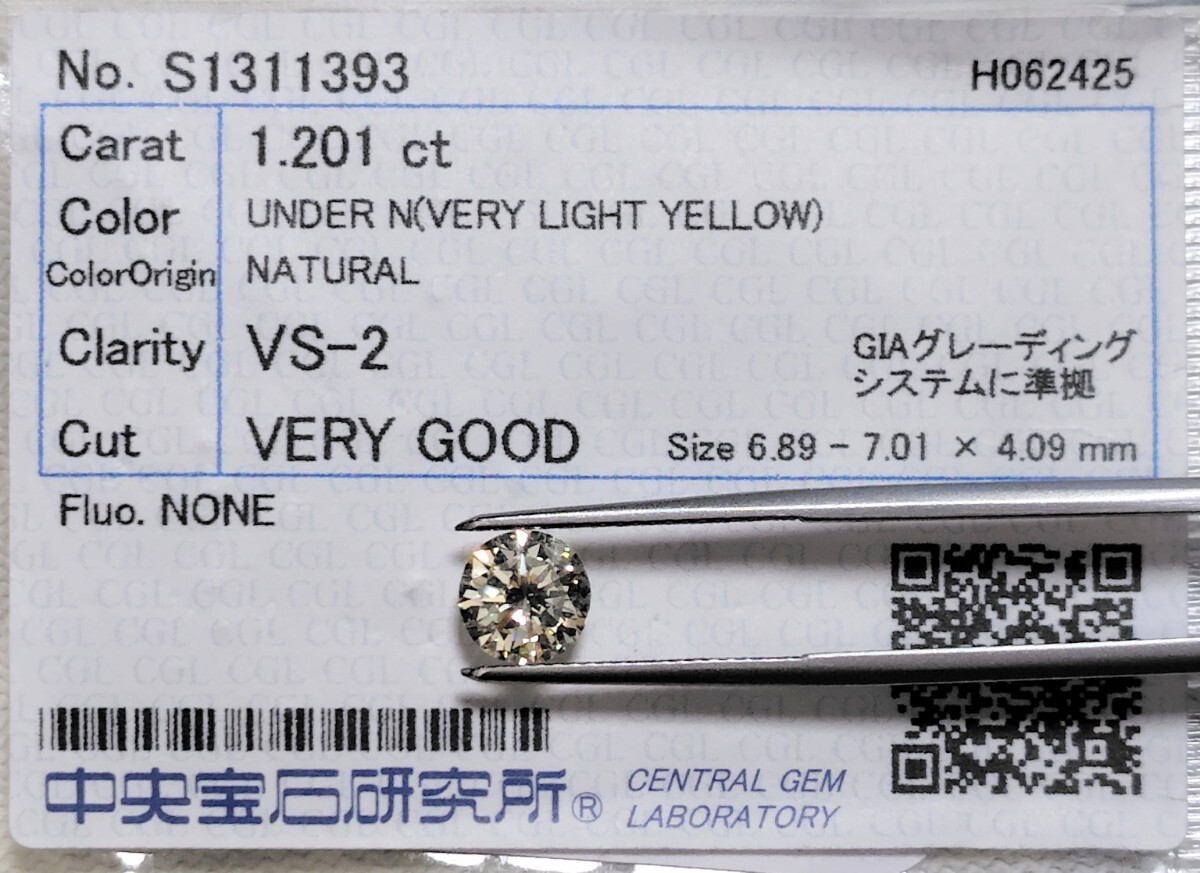 No. S1311393 H062425
Carat 1.201 ct
Color UNDER N(VERY LIGHT YELLOW)
ColorOrigin NATURAL
Clarity VS-2
GIAグレーディング
システムに準拠
Cut VERY GOOD Size 6.89 - 7.01 × 4.09 mm
Fluo. NONE
中央宝石研究所® CENTRAL GEM
LABORATORY